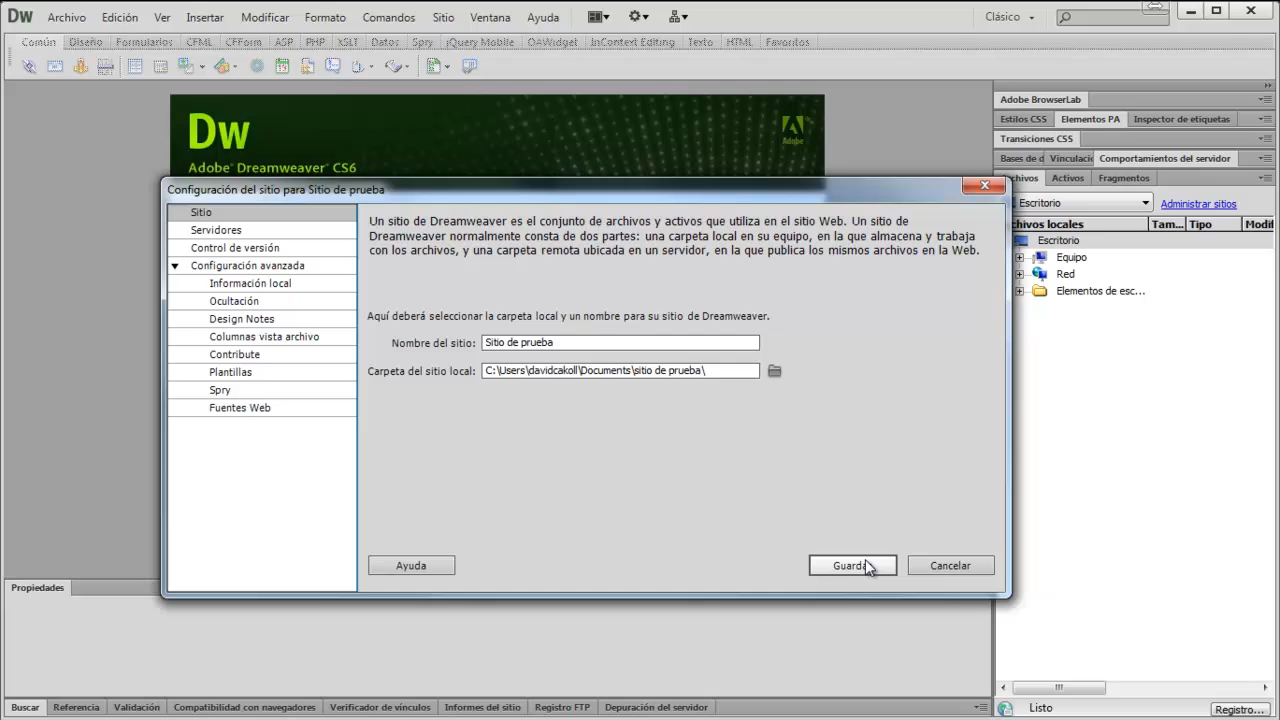 Dw Archivo Edición Ver Insertar Modificar Formato Comandos Sitio Ventana Ayuda Clásico
Común Diseño Formularios CFML CFForm ASP PHP XSLT Datos Spry jQuery Mobile OAWidget InContext Editing Texto HTML Favoritos
Adobe BrowserLab
Estilos CSS Elementos PA Inspector de etiquetas
Transiciones CSS
Bases de d Vinculacio Comportamientos del servidor
Archivos Activos Fragmentos
Escritorio Administrar sitios
chivos locales Tam... Tipo Modif
Escritorio
Equipo
Red
Elementos de esc...
Dw
Adobe
Adobe® Dreamweaver® CS6
Configuración del sitio para Sitio de prueba
Sitio
Servidores
Control de versión
Configuración avanzada
Información local
Ocultación
Design Notes
Columnas vista archivo
Contribute
Plantillas
Spry
Fuentes Web
Un sitio de Dreamweaver es el conjunto de archivos y activos que utiliza en el sitio Web. Un sitio de
Dreamweaver normalmente consta de dos partes: una carpeta local en su equipo, en la que almacena y trabaja
con los archivos, y una carpeta remota ubicada en un servidor, en la que publica los mismos archivos en la Web.
Aquí deberá seleccionar la carpeta local y un nombre para su sitio de Dreamweaver.
Nombre del sitio: Sitio de prueba
Carpeta del sitio local: C:\Users\davidcakoll\Documents\sitio de prueba\
Ayuda Guardar Cancelar
Propiedades
Buscar Referencia Validación Compatibilidad con navegadores Verificador de vínculos Informes del sitio Registro FTP Depuración del servidor
Listo Registro...